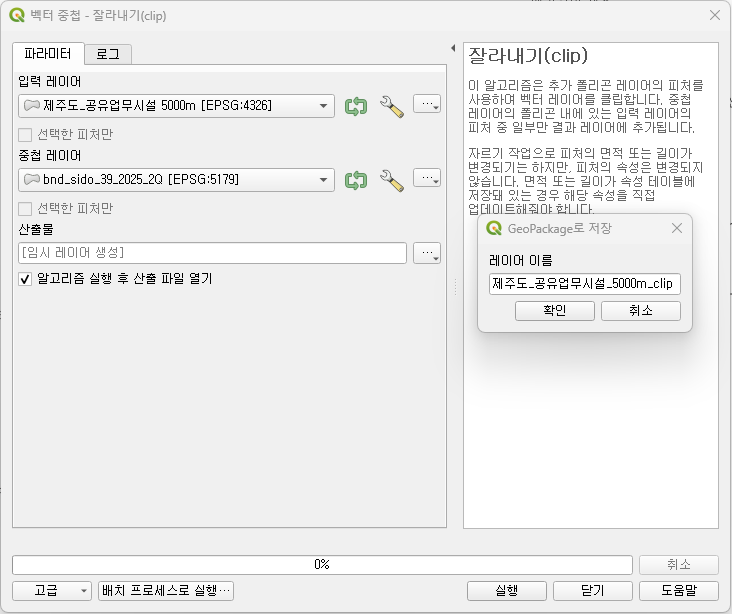 벡터 중첩 - 잘라내기(clip)
파라미터
로그
입력 레이어
제주도_공유업무시설 5000m [EPSG:4326]
...
선택한 피처만
중첩 레이어
bnd_sido_39_2025_2Q [EPSG:5179]
...
선택한 피처만
산출물
[임시 레이어 생성]
...
알고리즘 실행 후 산출 파일 열기
잘라내기(clip)
이 알고리즘은 추가 폴리곤 레이어의 피처를
사용하여 벡터 레이어를 클립합니다. 중첩
레이어의 폴리곤 내에 있는 입력 레이어의
피처 중 일부만 결과 레이어에 추가됩니다.
자르기 작업으로 피처의 면적 또는 길이가
변경되기는 하지만, 피처의 속성은 변경되지
않습니다. 면적 또는 길이가 속성 테이블에
저장돼 있는 경우 해당 속성을 직접
업데이트해줘야 합니다.
GeoPackage로 저장
레이어 이름
제주도_공유업무시설_5000m_clip
확인
취소
0%
취소
고급
배치 프로세스로 실행...
실행
닫기
도움말